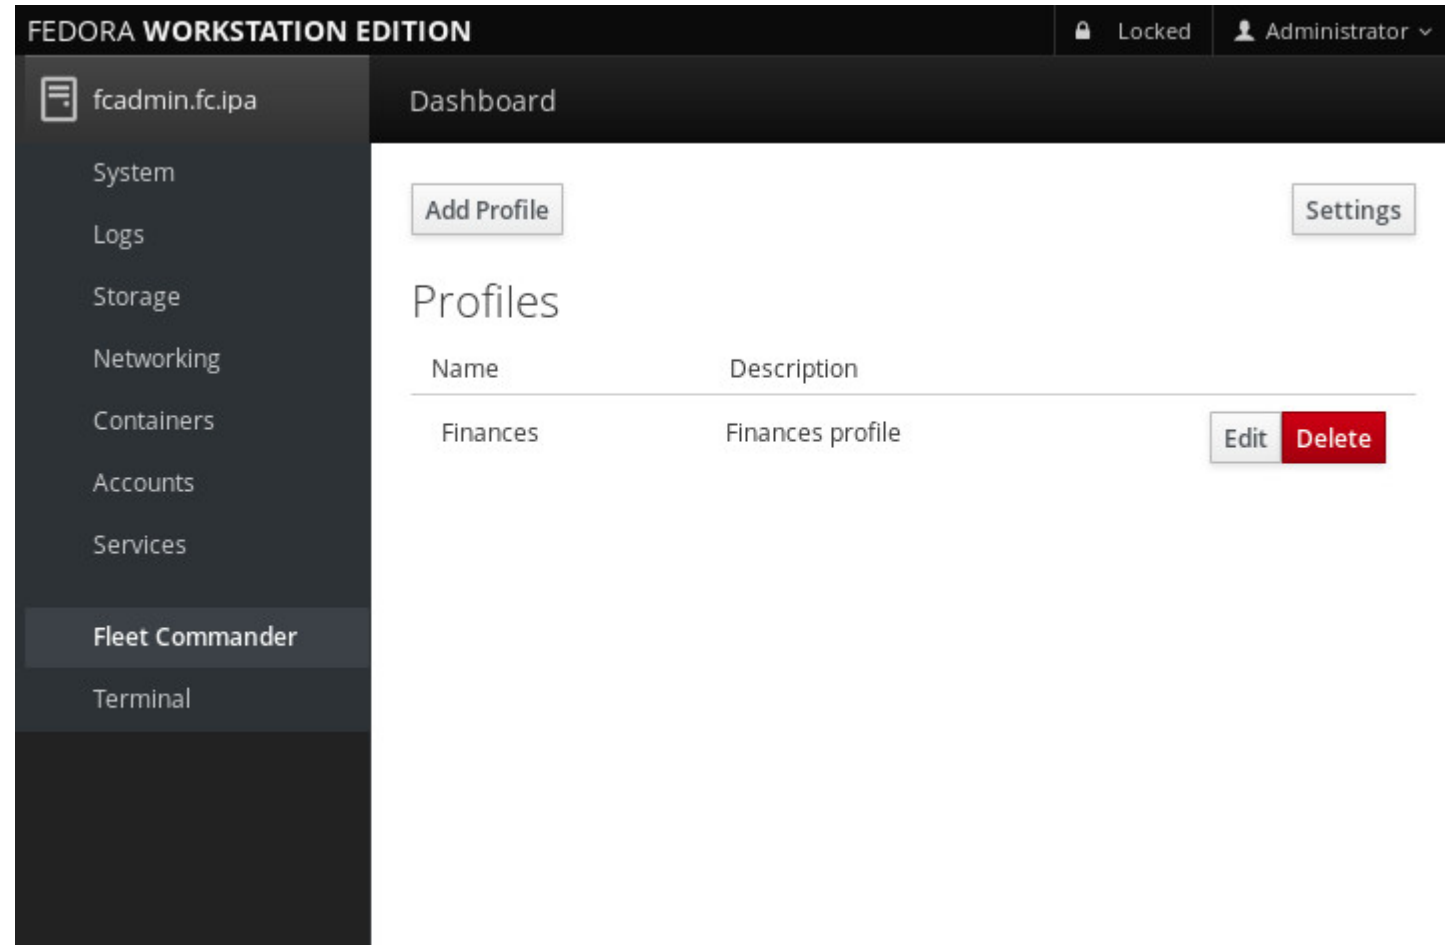 FEDORA WORKSTATION EDITION
Locked
Administrator
fcadmin.fc.ipa
Dashboard
System
Logs
Storage
Networking
Containers
Accounts
Services
Fleet Commander
Terminal
Add Profile
Settings
Profiles
Name Description
Finances Finances profile Edit Delete